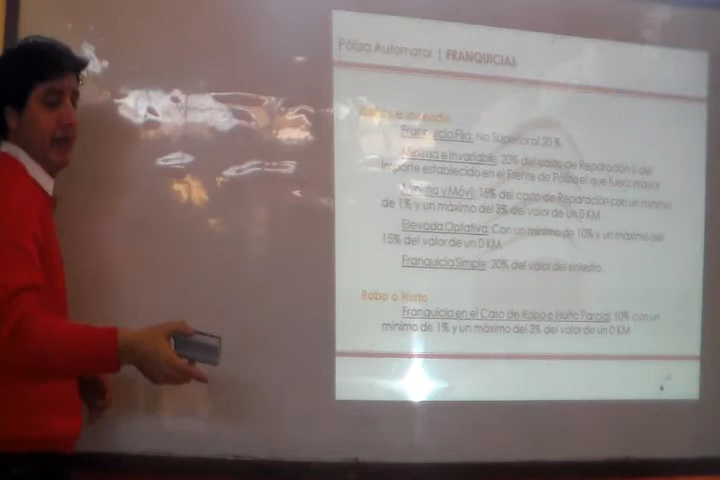 Póliza Automotor | FRANQUICIAS
Daños e Incendio
Franquicia Fija: No Superior al 20 %
Mínima e Invariable: 20% del costo de Reparación o del
importe establecido en el Frente de Póliza el que fuera mayor
Mínima y Móvil: 15% del costo de Reparación con un mínimo
de 1% y un máximo del 3% del valor de un 0 KM
Elevada Optativa: Con un mínimo de 10% y un máximo del
15% del valor de un 0 KM.
Franquicia Simple: 20% del valor del siniestro.
Robo o Hurto
Franquicia en el Caso de Robo o Hurto Parcial: 10% con un
mínimo de 1% y un máximo del 3% del valor de un 0 KM